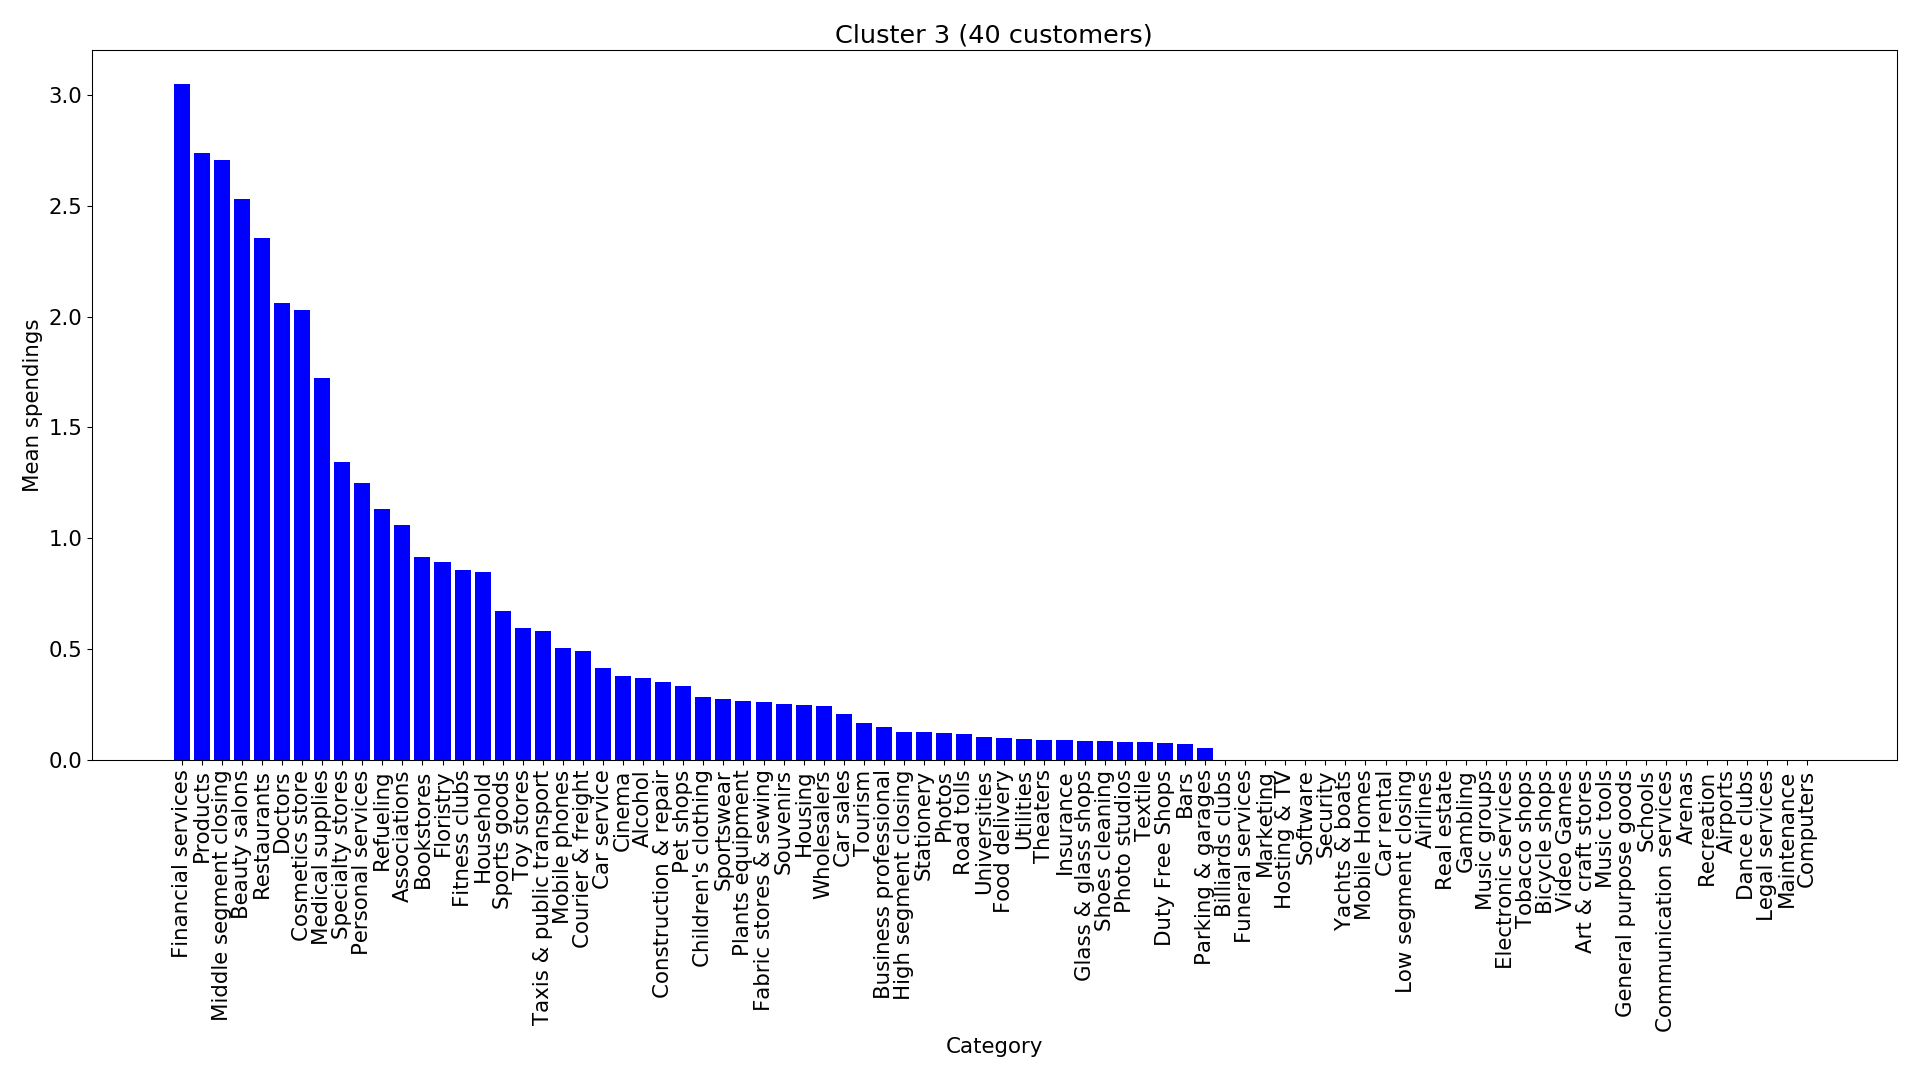 Cluster 3 (40 customers)
3.0
2.5
2.0
1.5
1.0
0.5
0.0
Mean spendings
Financial services
Products
Middle segment closing
Beauty salons
Restaurants
Doctors
Cosmetics store
Medical supplies
Specialty stores
Personal services
Refueling
Associations
Bookstores
Floristry
Fitness clubs
Household
Sports goods
Toy stores
Taxis & public transport
Mobile phones
Courier & freight
Car service
Cinema
Alcohol
Construction & repair
Pet shops
Children's clothing
Sportswear
Plants equipment
Fabric stores & sewing
Souvenirs
Housing
Wholesalers
Car sales
Tourism
Business professional
High segment closing
Stationery
Photos
Road tolls
Universities
Food delivery
Utilities
Theaters
Insurance
Glass & glass shops
Shoes cleaning
Photo studios
Textile
Duty Free Shops
Bars
Parking & garages
Billiards clubs
Funeral services
Marketing
Hosting & TV
Software
Security
Yachts & boats
Mobile Homes
Car rental
Low segment closing
Airlines
Real estate
Gambling
Music groups
Electronic services
Tobacco shops
Bicycle shops
Video Games
Art & craft stores
Music tools
General purpose goods
Schools
Communication services
Arenas
Recreation
Airports
Dance clubs
Legal services
Maintenance
Computers
Category